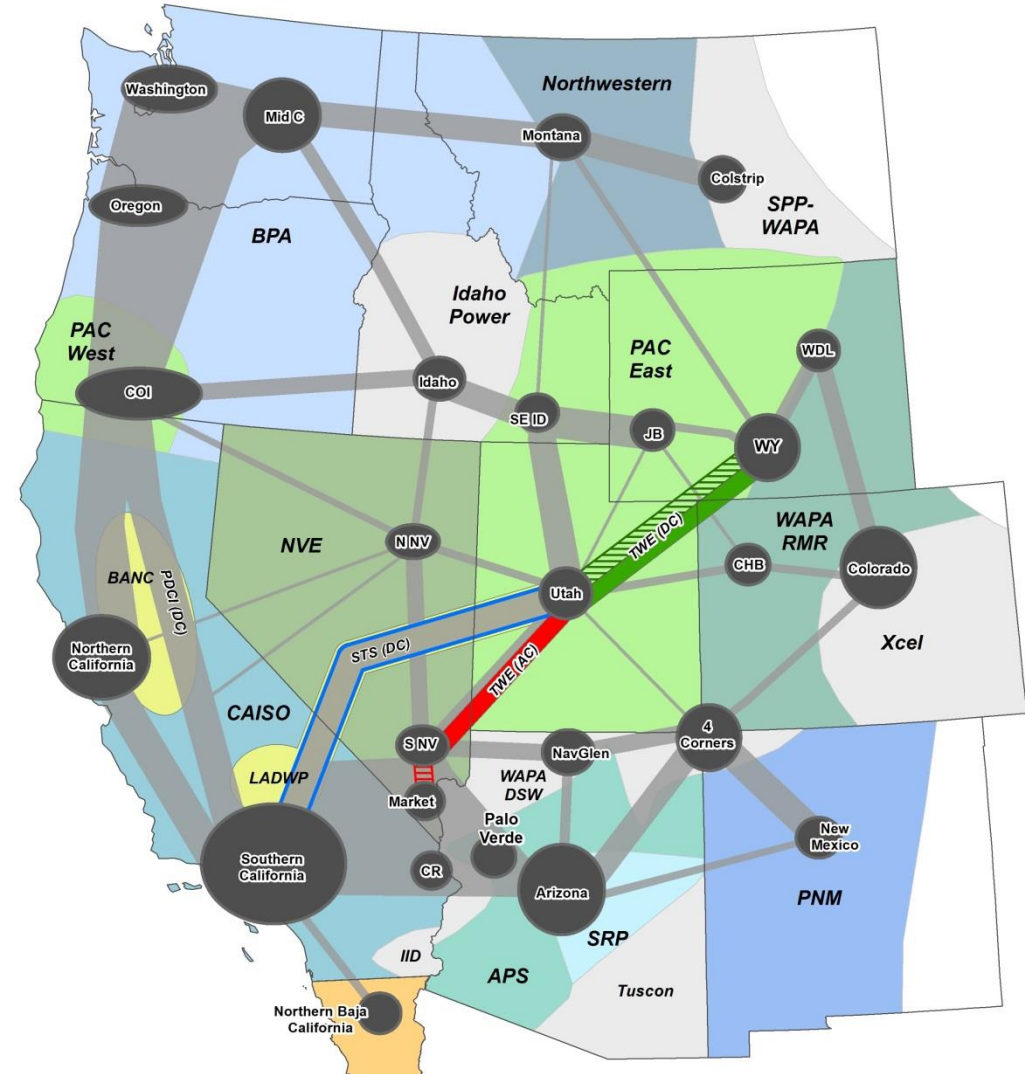 Washington
Mid C
Northwestern
Montana
Colstrip
SPP-
WAPA
Oregon
BPA
Idaho
Power
PAC
West
PAC
East
WDL
COI
Idaho
SE ID
JB
WY
TWE (DC)
NVE
N NV
WAPA
RMR
CHB
Colorado
Utah
BANC
PDCI (DC)
Northern
California
STS (DC)
TWE (AC)
Xcel
CAISO
S NV
NavGlen
4
Corners
LADWP
Market
WAPA
DSW
Palo
Verde
New
Mexico
Southern
California
CR
Arizona
PNM
SRP
IID
APS
Tuscon
Northern Baja
California